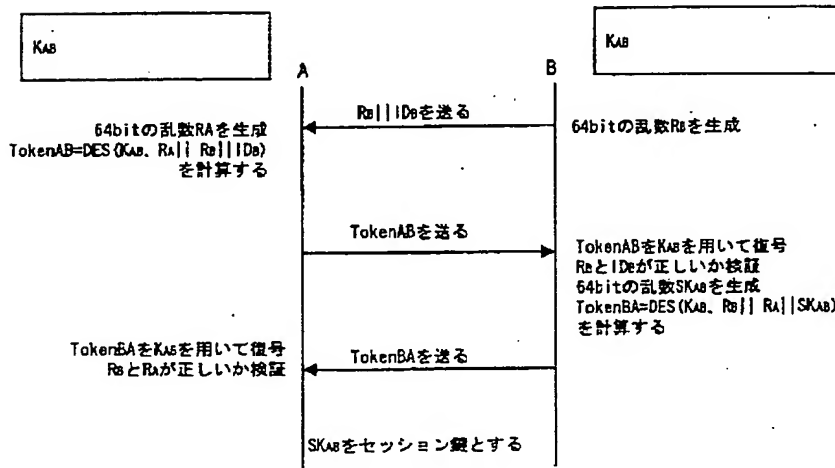 KAB
KAB
A
B
RB||IDBを送る
64bitの乱数RAを生成
TokenAB=DES(KAB、RA|| RB||IDB)
を計算する
64bitの乱数RBを生成
TokenABを送る
TokenABをKABを用いて復号
RBとIDBが正しいか検証
64bitの乱数SKABを生成
TokenBA=DES(KAB、RB|| RA||SKAB)
を計算する
TokenBAをKABを用いて復号
RBとRAが正しいか検証
TokenBAを送る
SKABをセッション鍵とする